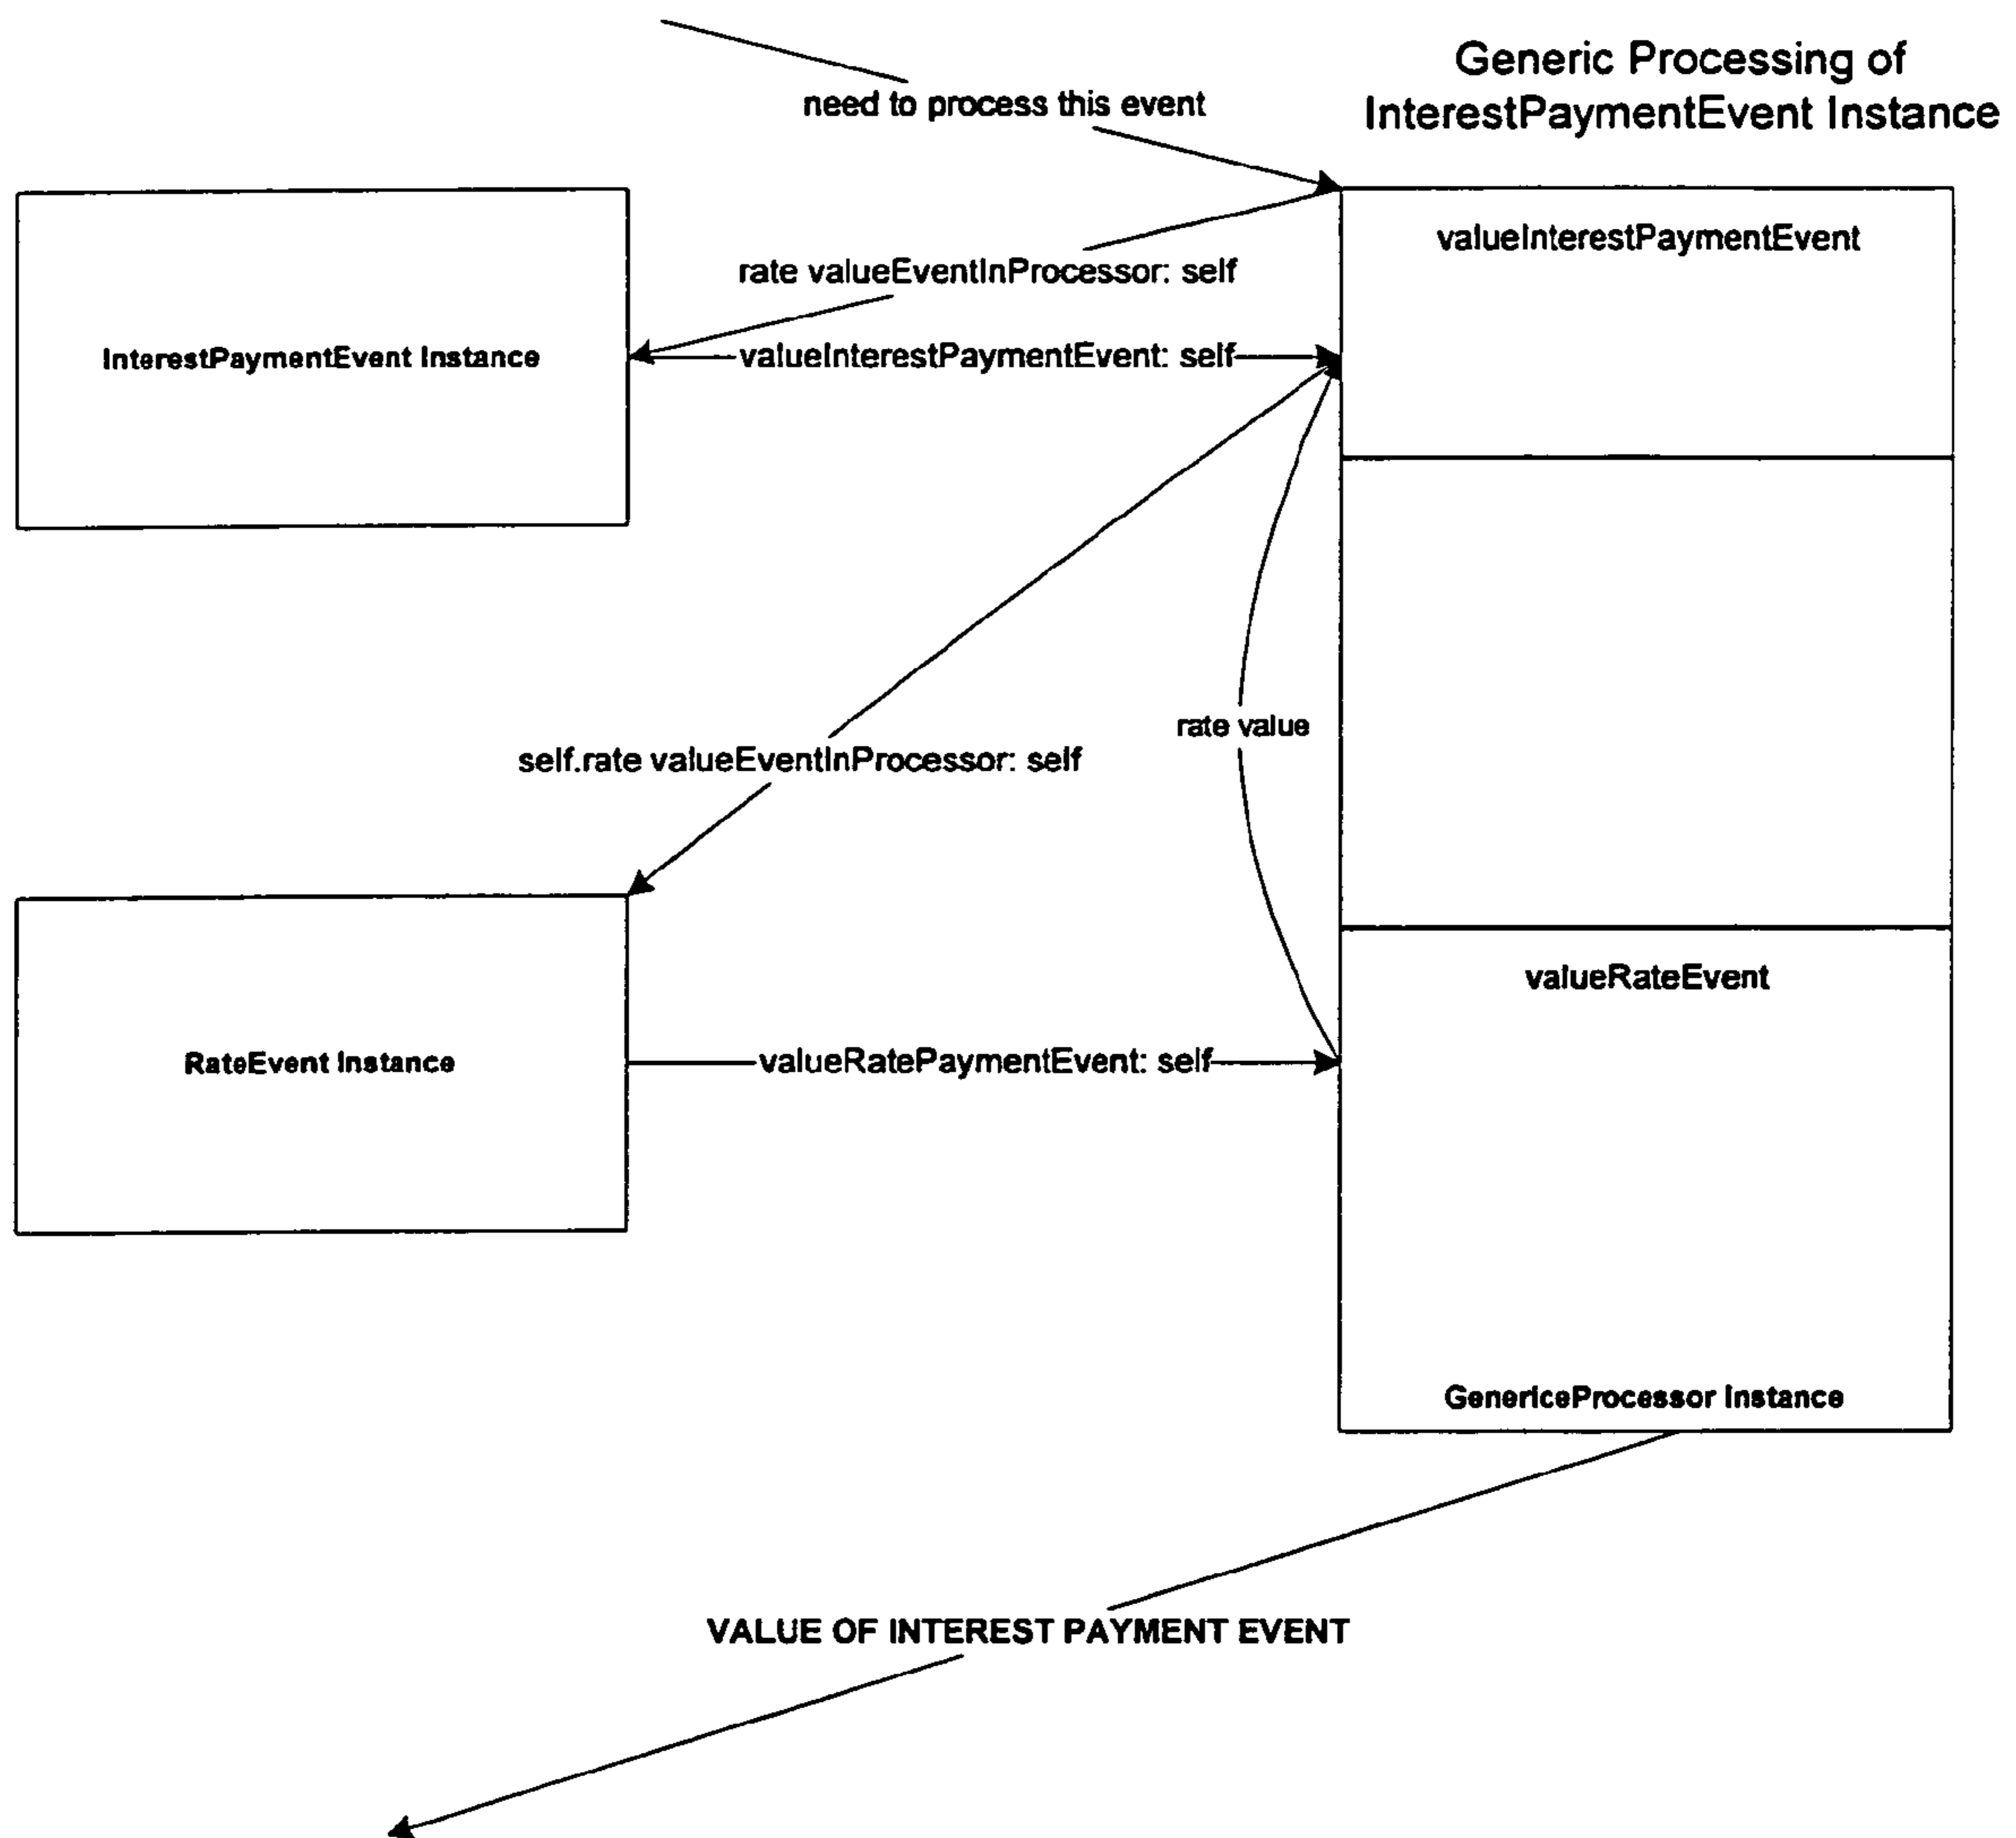 Generic Processing of
InterestPaymentEvent Instance
need to process this event
valueInterestPaymentEvent
rate valueEventInProcessor: self
InterestPaymentEvent Instance
valueInterestPaymentEvent: self
rate value
self.rate valueEventInProcessor: self
valueRateEvent
RateEvent Instance
valueRatePaymentEvent: self
GenericeProcessor Instance
VALUE OF INTEREST PAYMENT EVENT